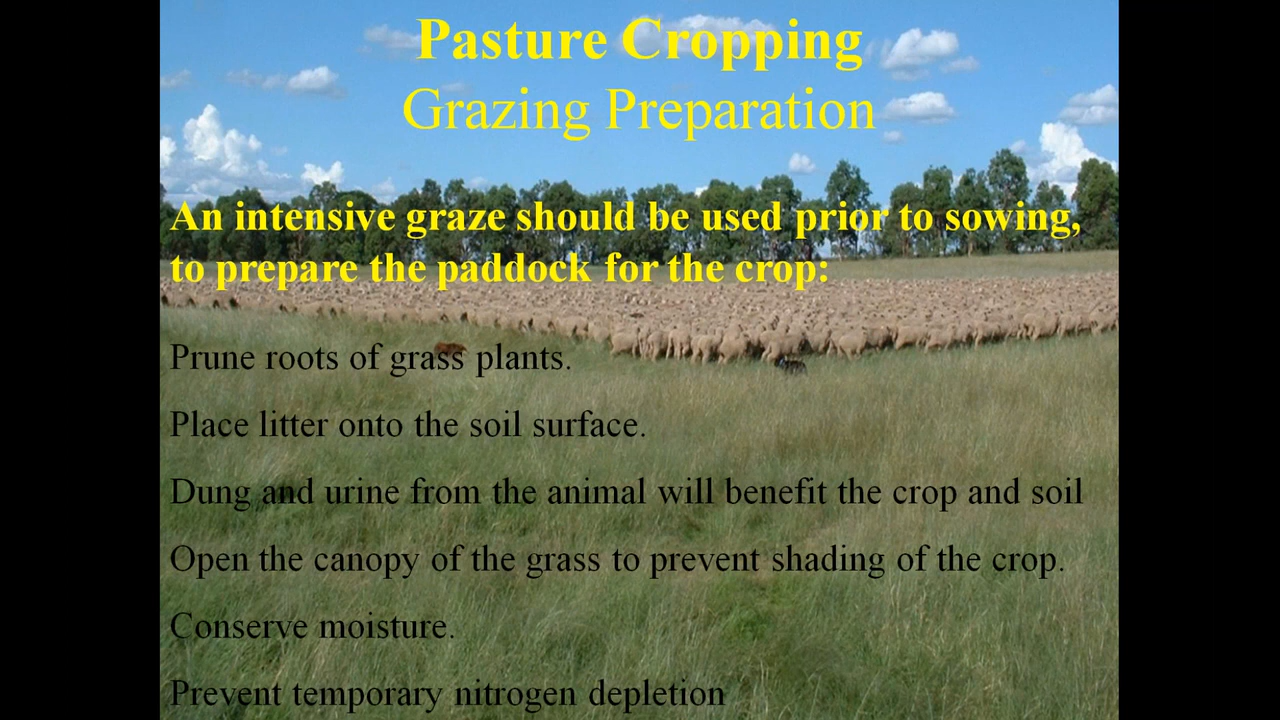 Pasture Cropping
Grazing Preparation
An intensive graze should be used prior to sowing,
to prepare the paddock for the crop:
Prune roots of grass plants.
Place litter onto the soil surface.
Dung and urine from the animal will benefit the crop and soil
Open the canopy of the grass to prevent shading of the crop.
Conserve moisture.
Prevent temporary nitrogen depletion